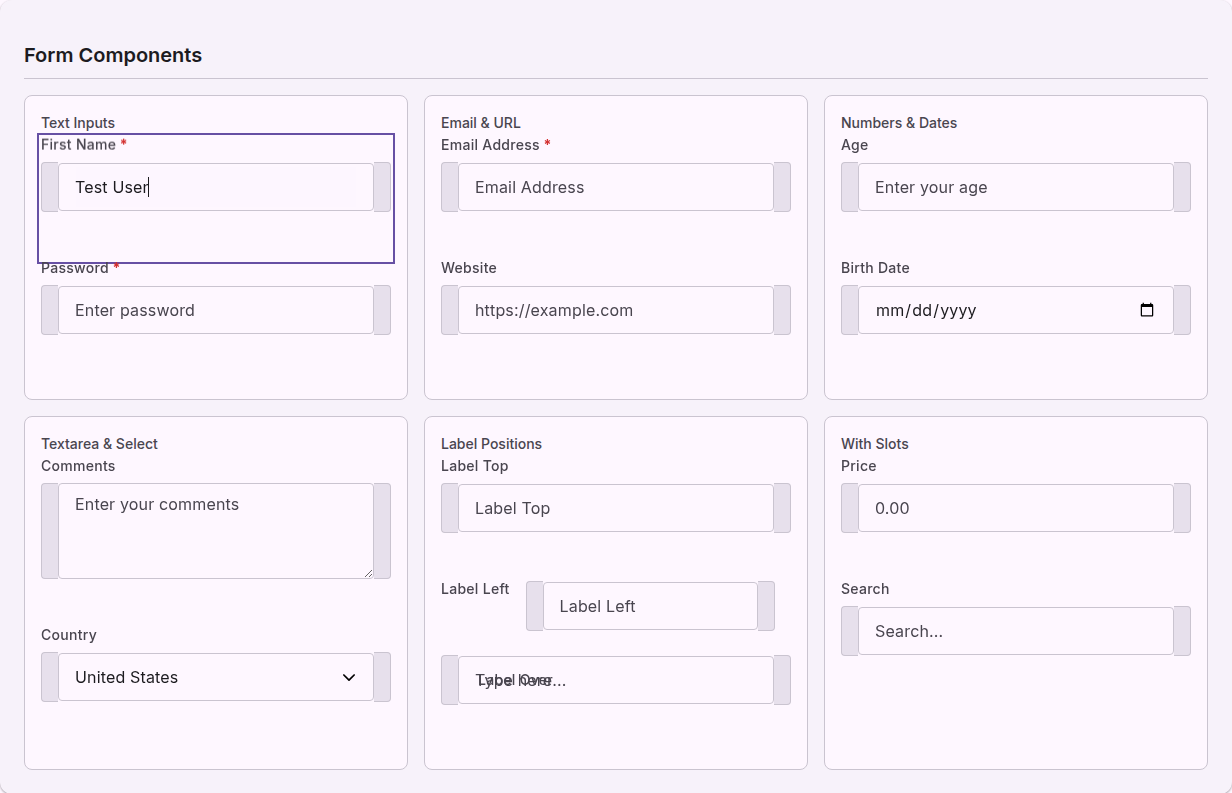 Form Components
Text Inputs
First Name *
Test User
Password *
Enter password
Email & URL
Email Address *
Email Address
Website
https://example.com
Numbers & Dates
Age
Enter your age
Birth Date
mm/dd/yyyy
Textarea & Select
Comments
Enter your comments
Country
United States
Label Positions
Label Top
Label Top
Label Left
Label Left
Label Over
Type here...
With Slots
Price
0.00
Search
Search...